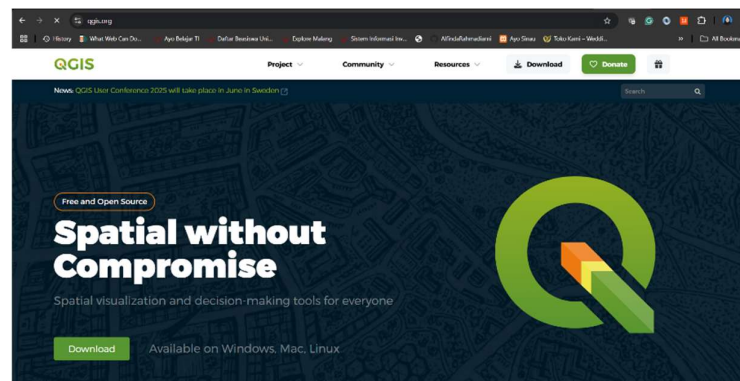 qgis.org
History What Web Can Do... Ayo Belajar TI Daftar Beasiswa Uni... Explore Malang Sistem Informasi Inv... AlfindaRahmadiarni Ayo Sinau Toko Kami – Weddi... » All Bookma
QGIS Project Community Resources Download Donate
News: QGIS User Conference 2025 will take place in June in Sweden Search
Free and Open Source
Spatial without
Compromise
Spatial visualization and decision-making tools for everyone
Download Available on Windows, Mac, Linux